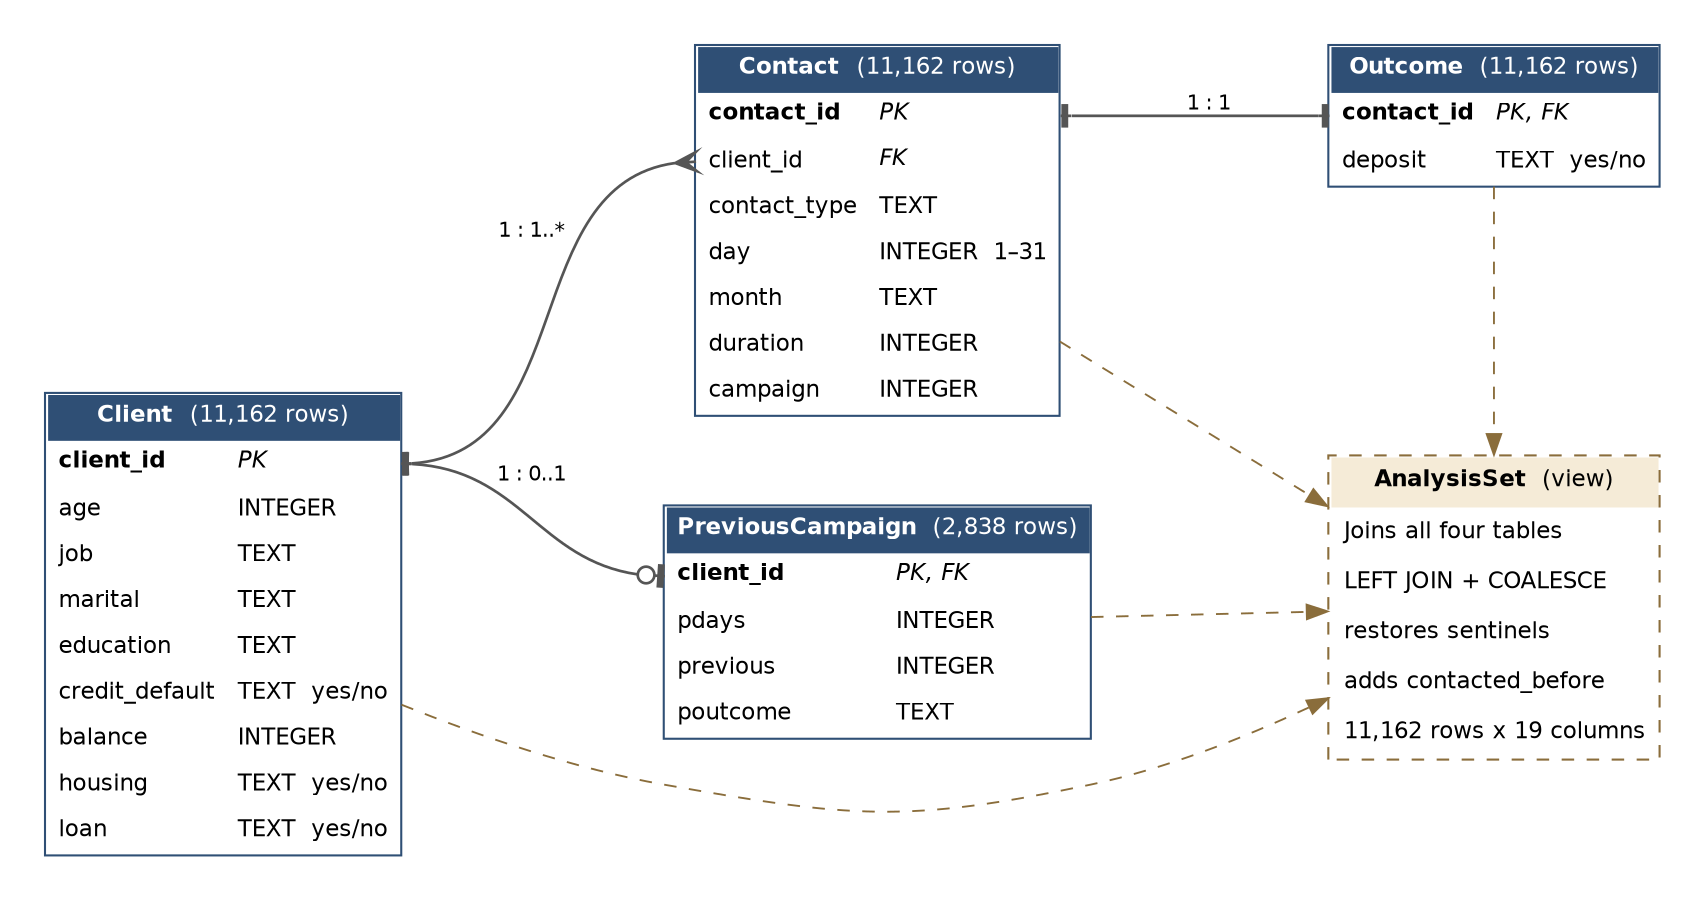 Contact (11,162 rows)
contact_id PK
client_id FK
contact_type TEXT
day INTEGER 1–31
month TEXT
duration INTEGER
campaign INTEGER
1 : 1
Outcome (11,162 rows)
contact_id PK, FK
deposit TEXT yes/no
1 : 1..*
Client (11,162 rows)
client_id PK
age INTEGER
job TEXT
marital TEXT
education TEXT
credit_default TEXT yes/no
balance INTEGER
housing TEXT yes/no
loan TEXT yes/no
1 : 0..1
PreviousCampaign (2,838 rows)
client_id PK, FK
pdays INTEGER
previous INTEGER
poutcome TEXT
AnalysisSet (view)
Joins all four tables
LEFT JOIN + COALESCE
restores sentinels
adds contacted_before
11,162 rows x 19 columns